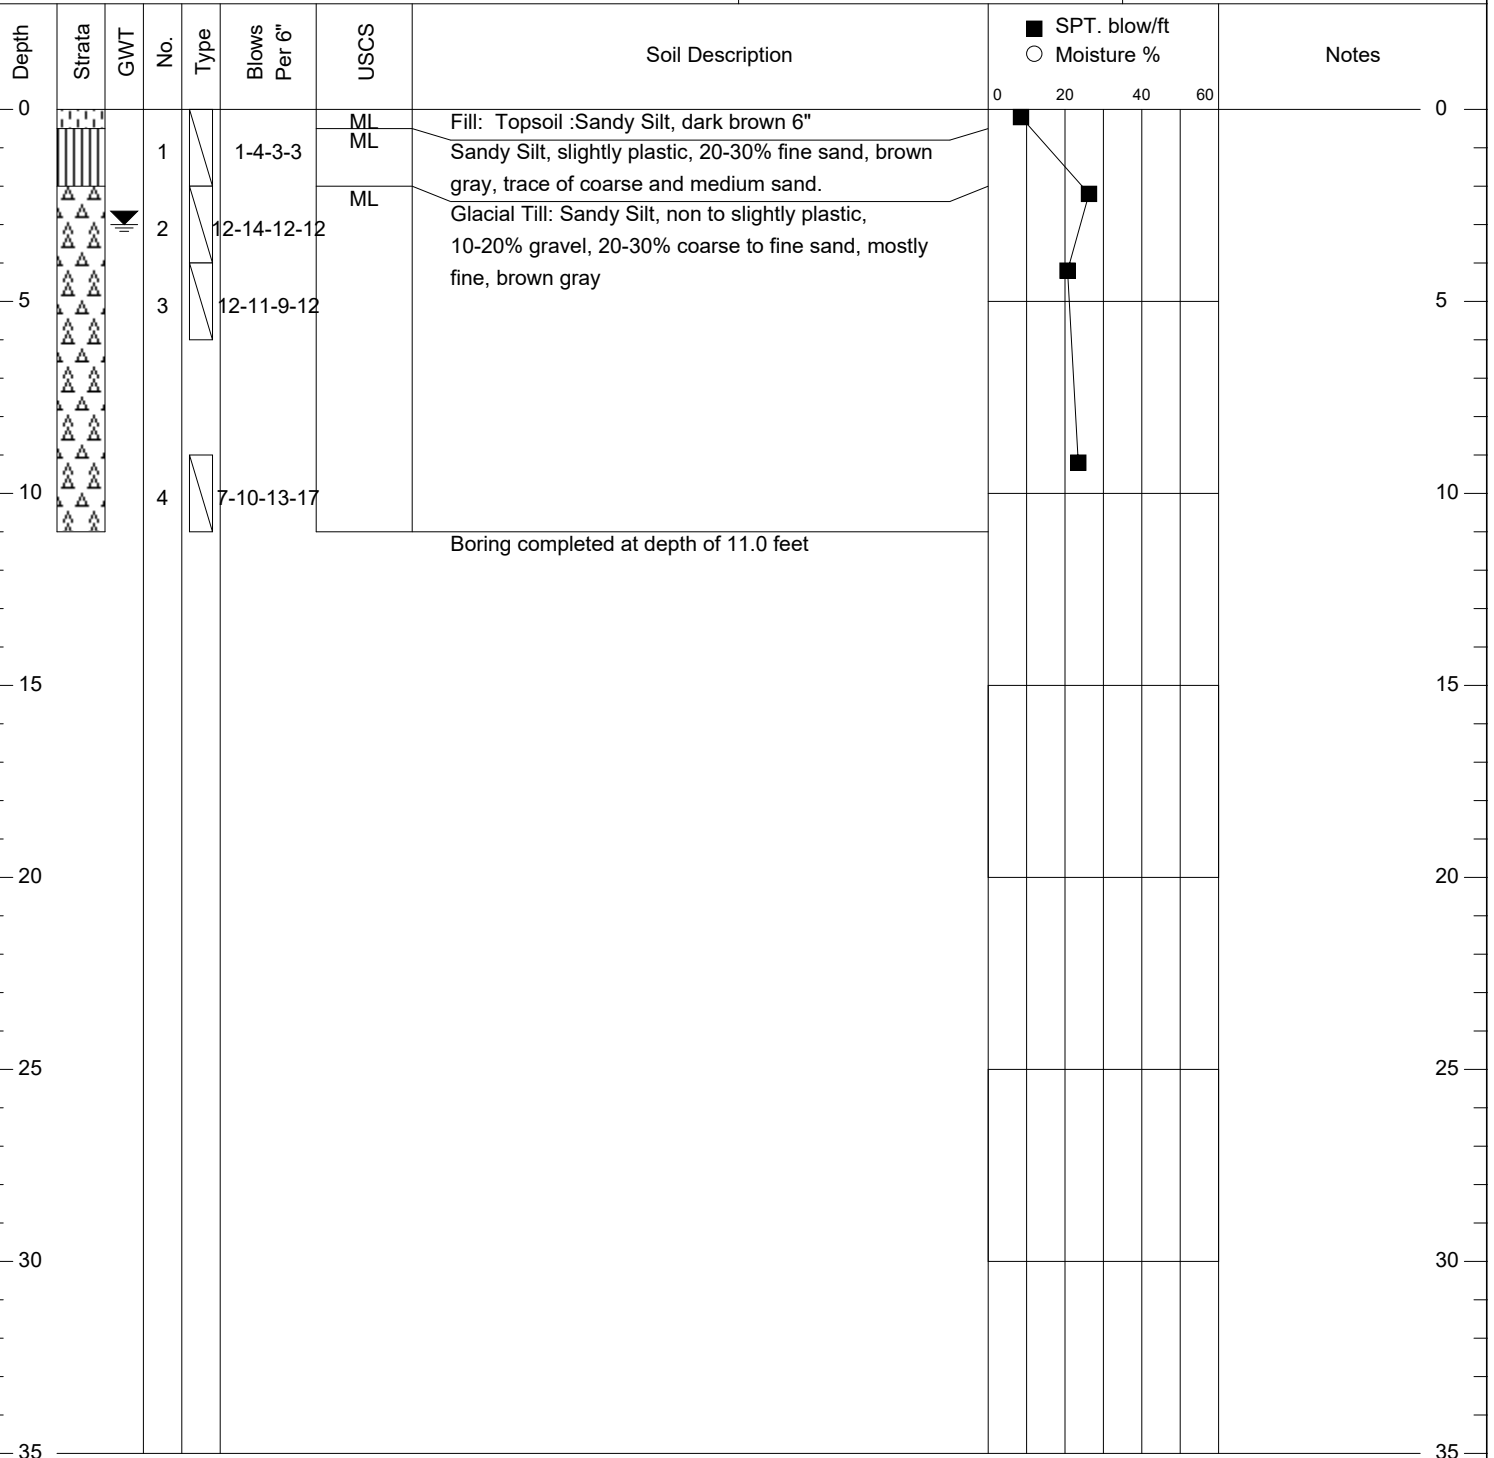 Depth
Strata
GWT
No.
Type
Blows
Per 6"
USCS
Soil Description
SPT. blow/ft
Moisture %
Notes
0 20 40 60
0 0
ML Fill: Topsoil :Sandy Silt, dark brown 6"
ML
1 1-4-3-3 Sandy Silt, slightly plastic, 20-30% fine sand, brown
gray, trace of coarse and medium sand.
ML
Glacial Till: Sandy Silt, non to slightly plastic,
2 12-14-12-12
10-20% gravel, 20-30% coarse to fine sand, mostly
fine, brown gray
5 5
3 12-11-9-12
10 10
4 7-10-13-17
Boring completed at depth of 11.0 feet
15 15
20 20
25 25
30 30
35 35